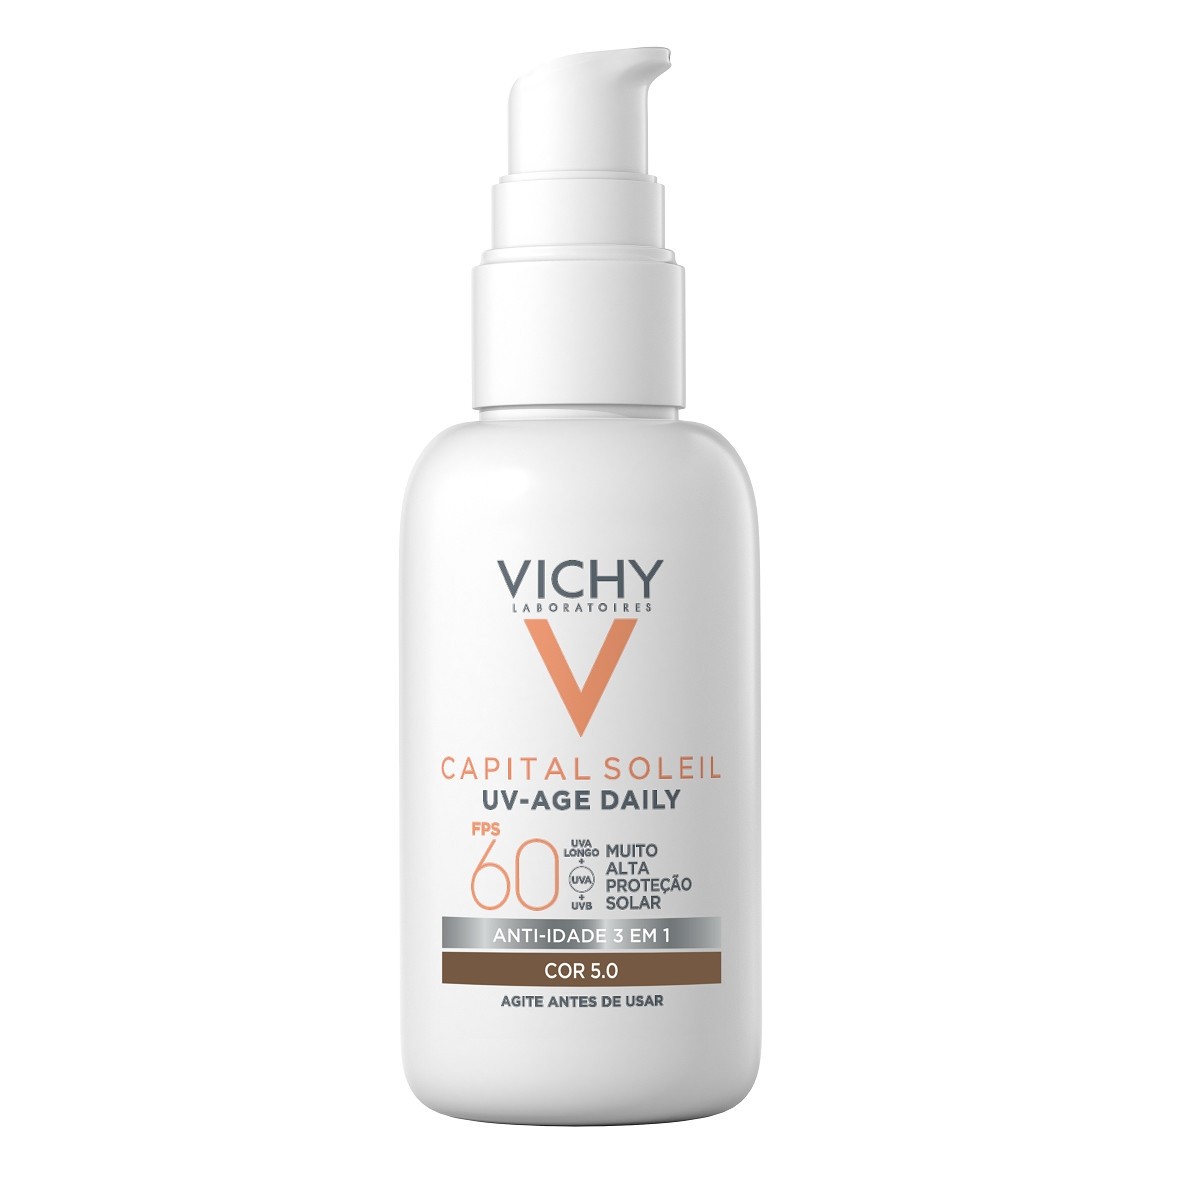 VICHY
LABORATOIRES
V
CAPITAL SOLEIL
UV-AGE DAILY
FPS
60
UVA
LONGO
+
UVA
+
UVB
MUITO
ALTA
PROTEÇÃO
SOLAR
ANTI-IDADE 3 EM 1
COR 5.0
AGITE ANTES DE USAR